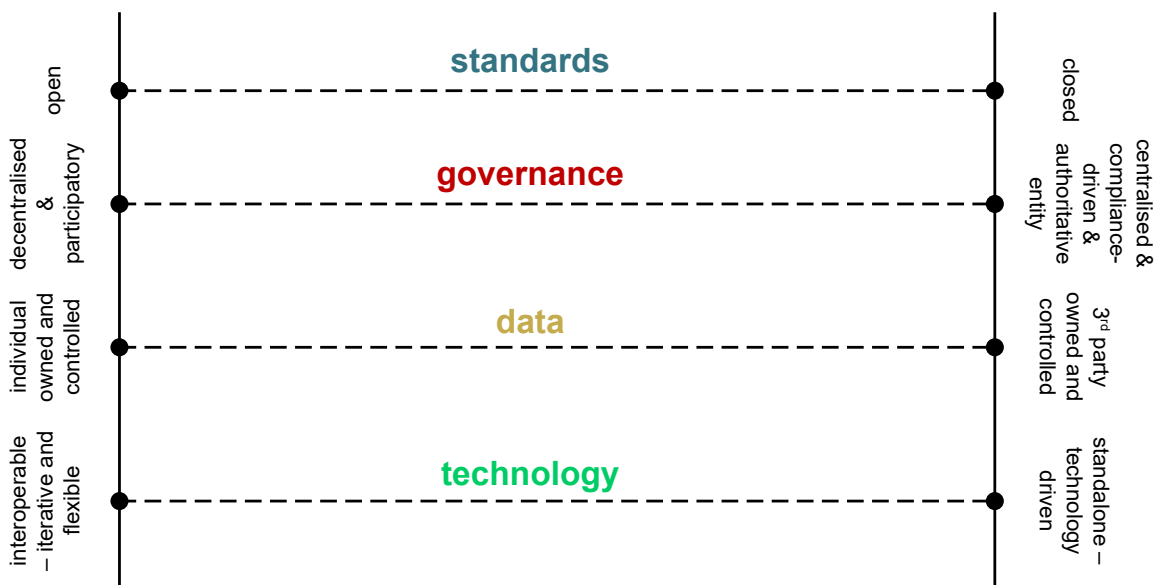 standards
open
closed
governance
decentralised
&
participatory
centralised &
compliance-
driven &
authoritative
entity
data
individual
owned and
controlled
3rd party
owned and
controlled
technology
interoperable
– iterative and
flexible
standalone –
technology
driven